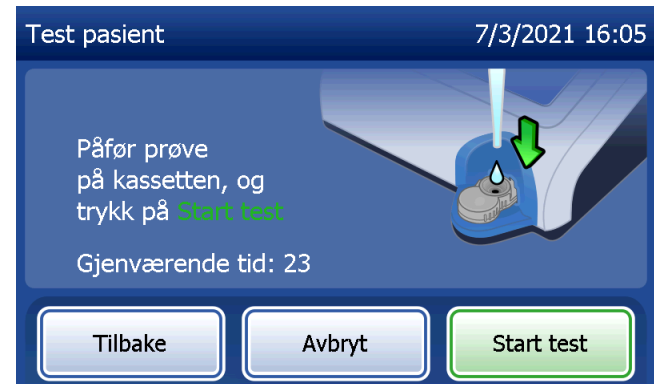 Test pasient 7/3/2021 16:05
Påfør prøve
på kassetten, og
trykk på Start test
Gjenværende tid: 23
Tilbake Avbryt Start test